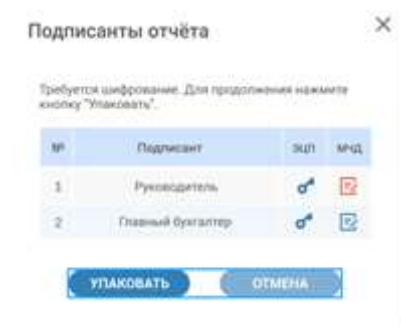 Подписанты отчёта
Требуется шифрование. Для продолжения нажмите
кнопку "Упаковать".
№ Подписант ЭЦП МЧД
1 Руководитель
2 Главный бухгалтер
УПАКОВАТЬ ОТМЕНА